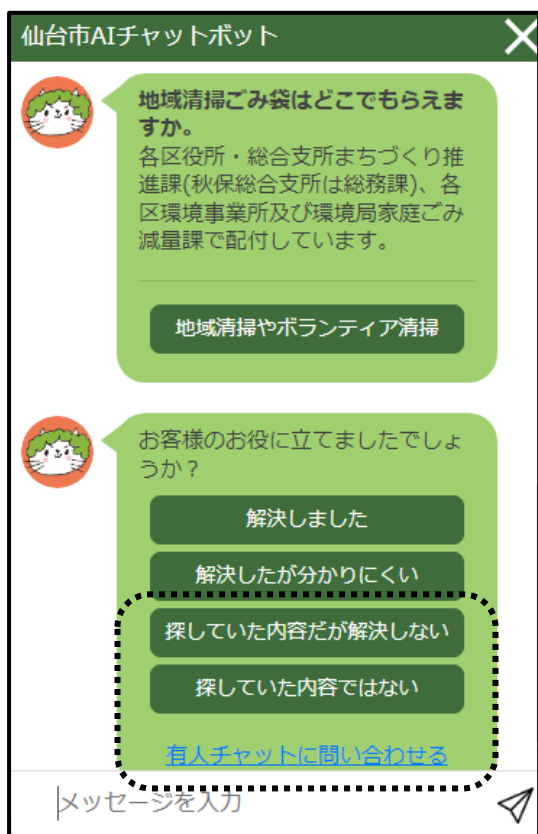 仙台市AIチャットボット
地域清掃ごみ袋はどこでもらえま
すか。
各区役所・総合支所まちづくり推
進課(秋保総合支所は総務課)、各
区環境事業所及び環境局家庭ごみ
減量課で配付しています。
地域清掃やボランティア清掃
お客様のお役に立てましたでしょ
うか？
解決しました
解決したが分かりにくい
探していた内容だが解決しない
探していた内容ではない
有人チャットに問い合わせる
メッセージを入力